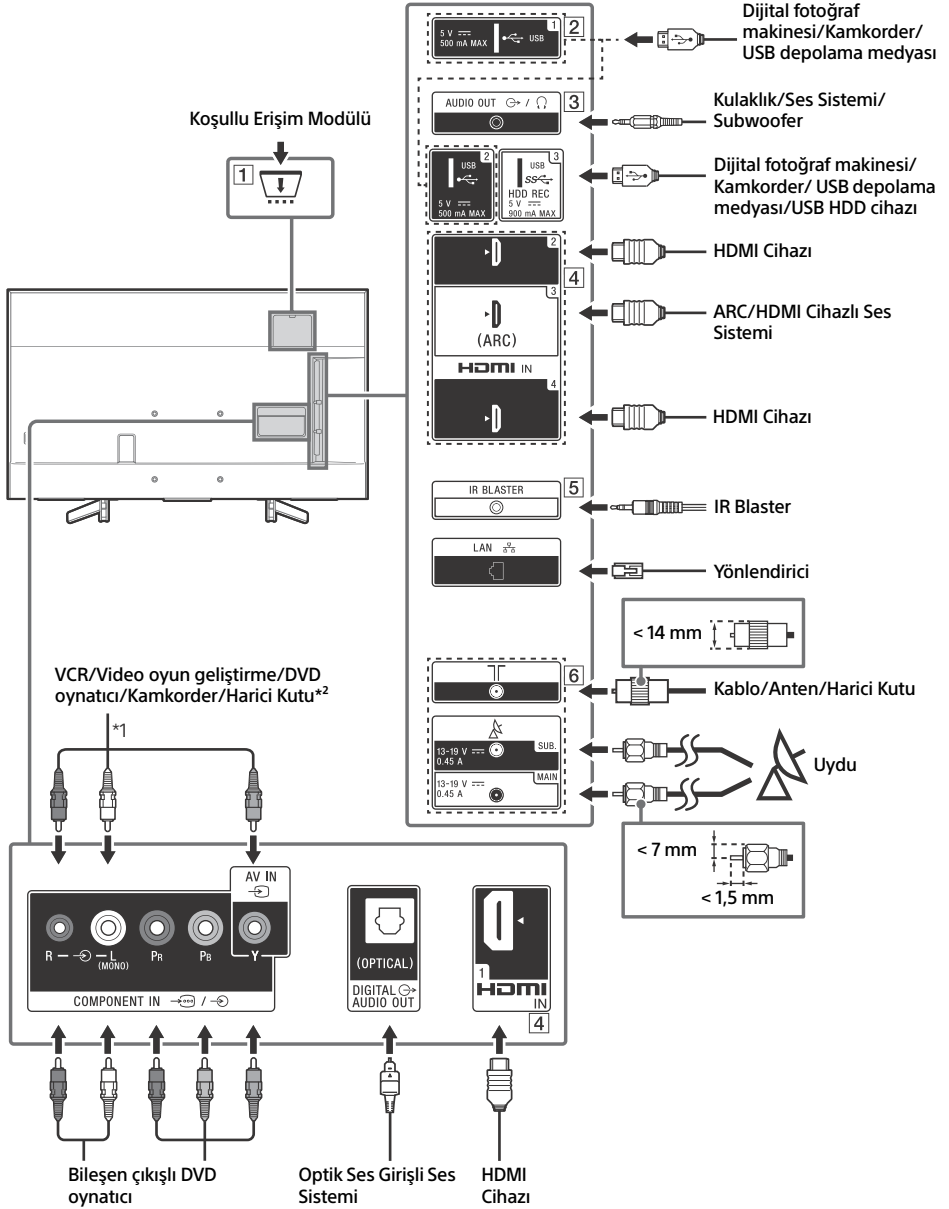 Koşullu Erişim Modülü
1
5 V
500 mA MAX
USB
1
2
Dijital fotoğraf
makinesi/Kamkorder/
USB depolama medyası
AUDIO OUT /
3
Kulaklık/Ses Sistemi/
Subwoofer
2
USB
5 V
500 mA MAX
3
USB
SS
HDD REC
5 V
900 mA MAX
Dijital fotoğraf makinesi/
Kamkorder/ USB depolama
medyası/USB HDD cihazı
2
HDMI Cihazı
4
3
(ARC)
ARC/HDMI Cihazlı Ses
Sistemi
HDMI IN
4
HDMI Cihazı
IR BLASTER
5
IR Blaster
LAN
Yönlendirici
< 14 mm
6
Kablo/Anten/Harici Kutu
13-19 V
0.45 A
SUB.
13-19 V
0.45 A
MAIN
Uydu
< 7 mm
< 1,5 mm
VCR/Video oyun geliştirme/DVD
oynatıcı/Kamkorder/Harici Kutu*2
*1
AV IN
R — — L
(MONO)
PR
PB
Y
COMPONENT IN /
(OPTICAL)
DIGITAL
AUDIO OUT
1
HDMI
IN
4
Bileşen çıkışlı DVD
oynatıcı
Optik Ses Girişli Ses
Sistemi
HDMI
Cihazı